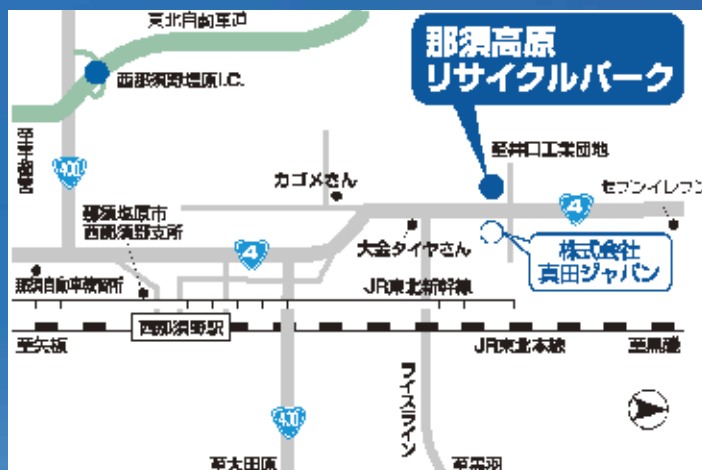 東北自動車道
那須高原
リサイクルパーク
西那須野塩原I.C.
至井口工業団地
400
カゴメさん
セブンイレブン
那須塩原市
西那須野支所
4
4
大金タイヤさん
株式会社
真田ジャパン
那須自動車教習所
JR東北新幹線
西那須野駅
至矢板
JR東北本線
至黒磯
ライスライン
400
至大田原
至黒羽